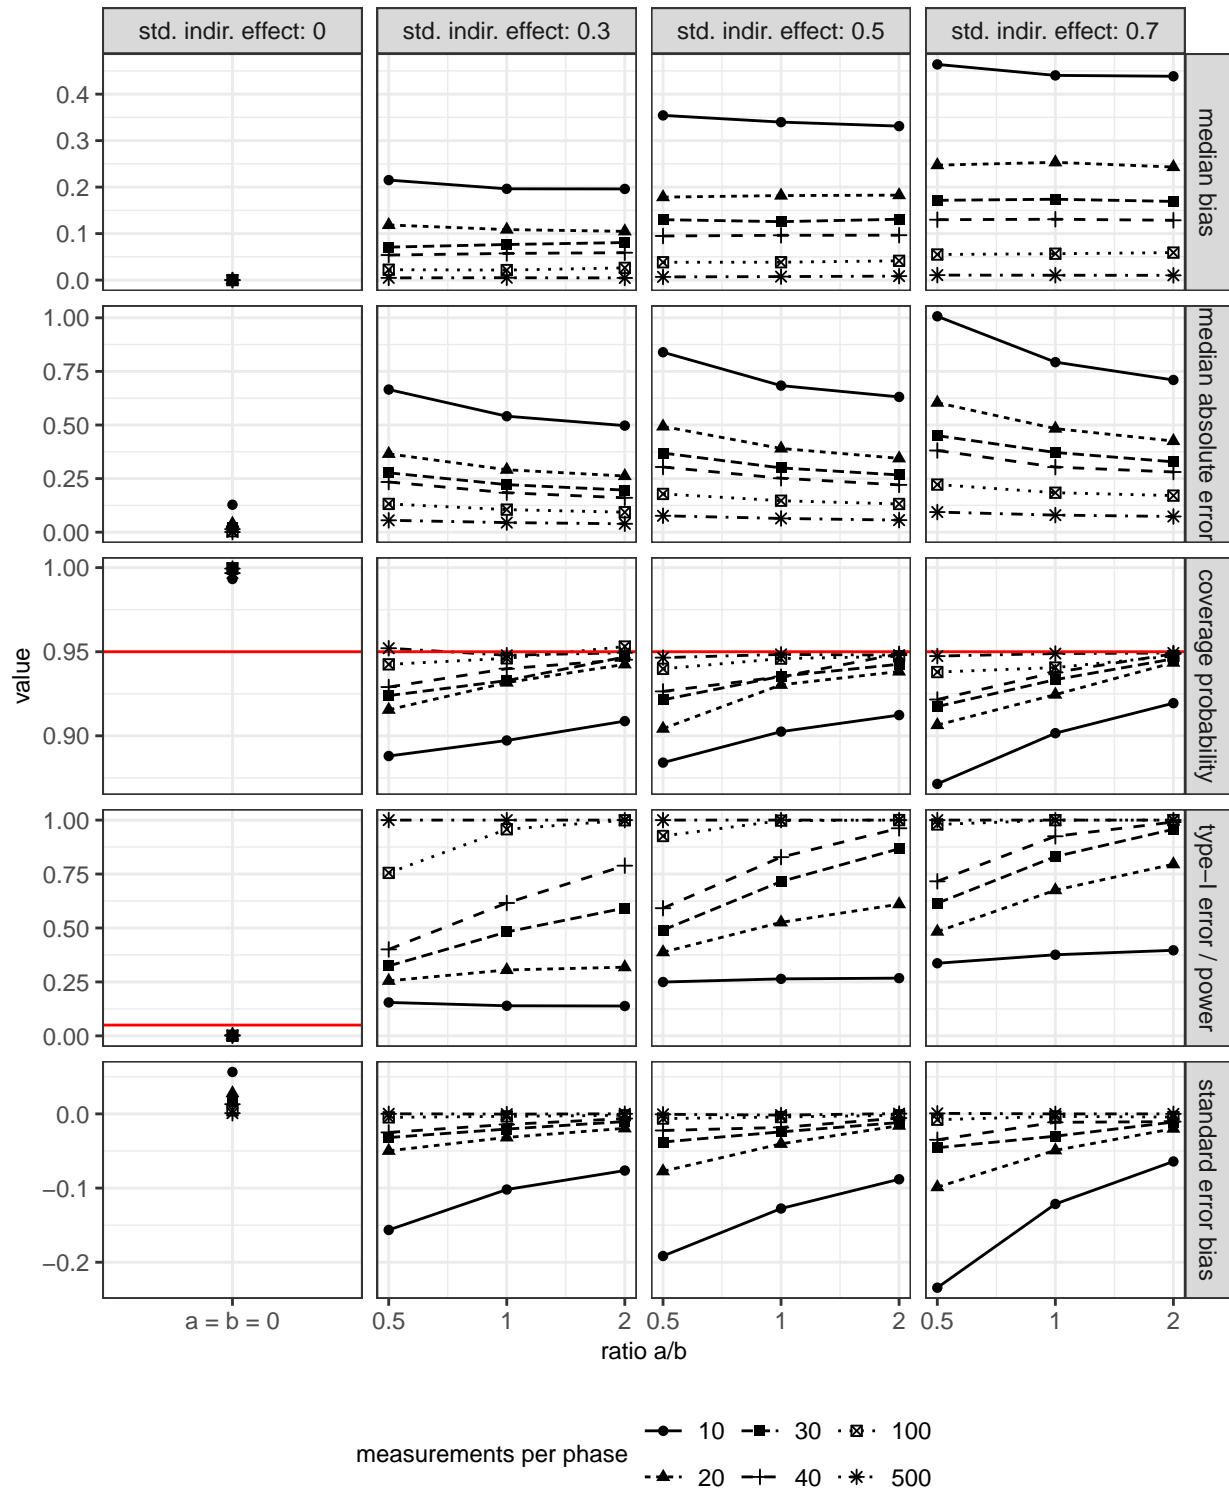 std. indir. effect: 0
std. indir. effect: 0.3
std. indir. effect: 0.5
std. indir. effect: 0.7
0.4
0.3
0.2
0.1
0.0
median bias
1.00
0.75
0.50
0.25
0.00
median absolute error
1.00
0.95
0.90
coverage probability
value
1.00
0.75
0.50
0.25
0.00
type−I error / power
0.0
−0.1
−0.2
standard error bias
a = b = 0
0.5 1 2
0.5 1 2
0.5 1 2
ratio a/b
measurements per phase
10 30 100
20 40 500